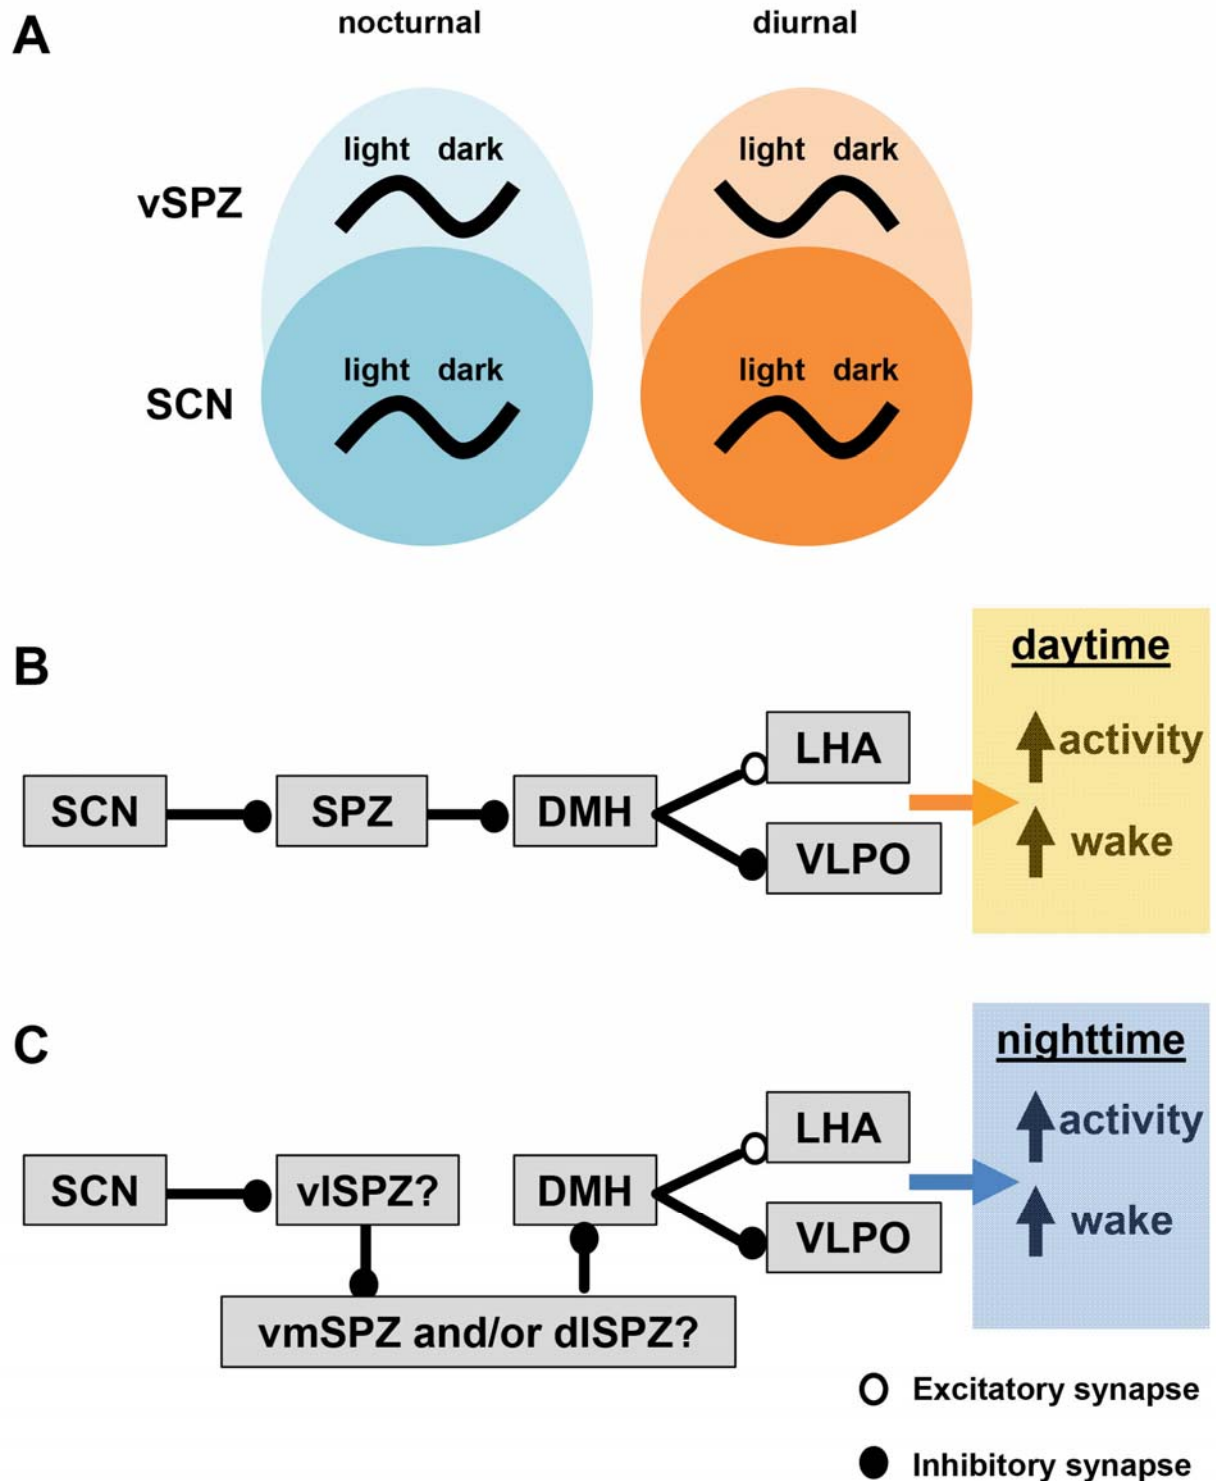 A
nocturnal diurnal
light dark light dark
vSPZ
light dark light dark
SCN
B
daytime
LHA
activity
SCN SPZ DMH
VLPO
wake
C
nighttime
LHA
activity
SCN vlSPZ? DMH
VLPO
wake
vmSPZ and/or dlSPZ?
Excitatory synapse
Inhibitory synapse